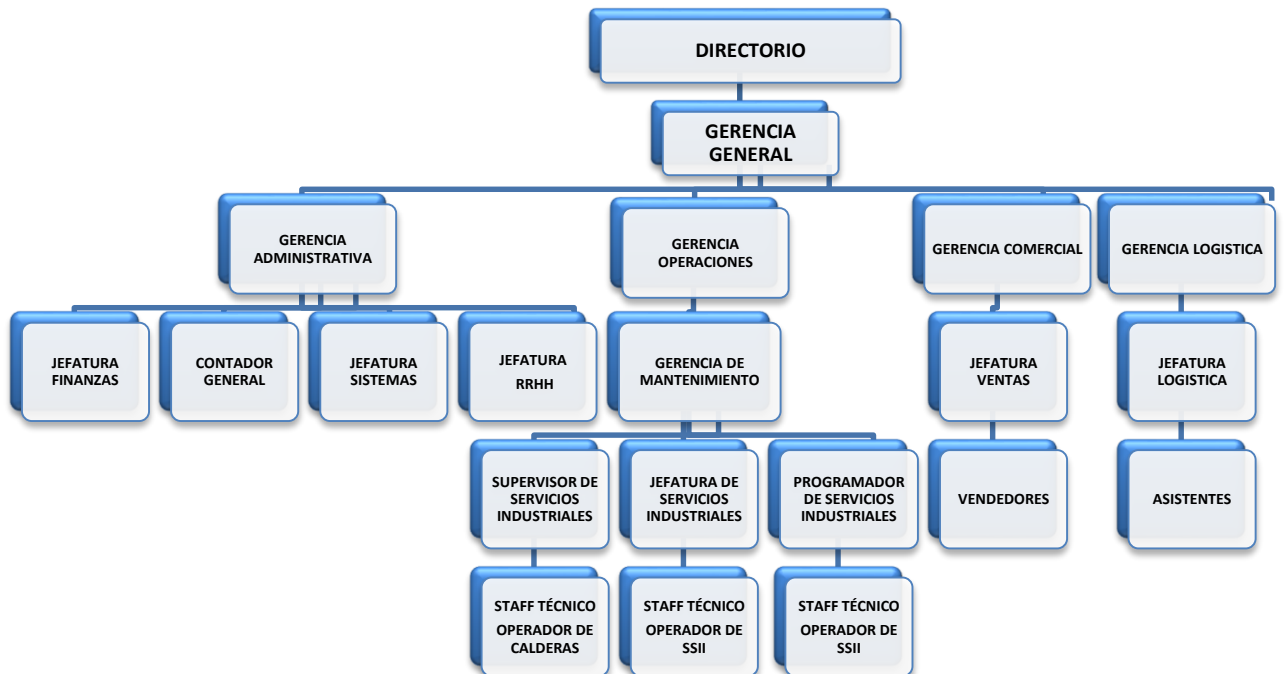 DIRECTORIO
GERENCIA
GENERAL
GERENCIA
ADMINISTRATIVA
GERENCIA
OPERACIONES
GERENCIA COMERCIAL
GERENCIA LOGISTICA
JEFATURA
FINANZAS
CONTADOR
GENERAL
JEFATURA
SISTEMAS
JEFATURA
RRHH
GERENCIA DE
MANTENIMIENTO
JEFATURA
VENTAS
JEFATURA
LOGISTICA
SUPERVISOR DE
SERVICIOS
INDUSTRIALES
JEFATURA DE
SERVICIOS
INDUSTRIALES
PROGRAMADOR
DE SERVICIOS
INDUSTRIALES
VENDEDORES
ASISTENTES
STAFF TÉCNICO
OPERADOR DE
CALDERAS
STAFF TÉCNICO
OPERADOR DE
SSII
STAFF TÉCNICO
OPERADOR DE
SSII